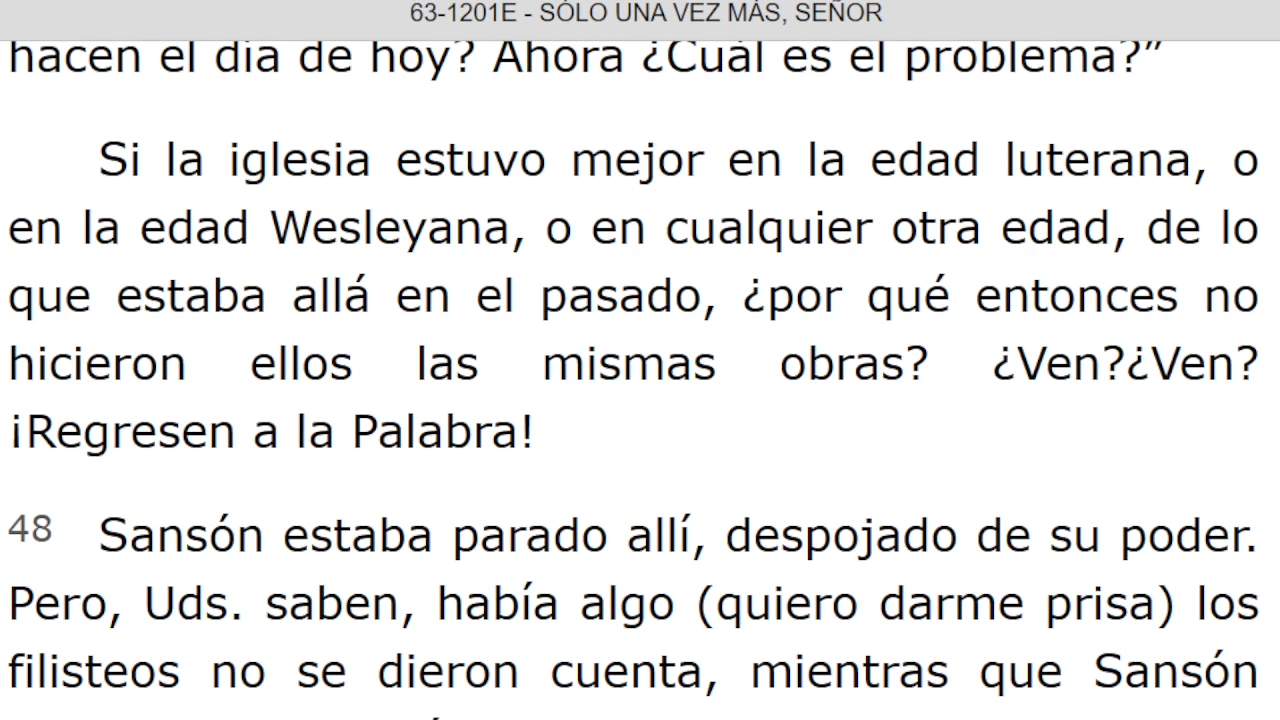 63-1201E - SÓLO UNA VEZ MÁS, SEÑOR
hacen el día de hoy? Ahora ¿Cuál es el problema?”
Si la iglesia estuvo mejor en la edad luterana, o
en la edad Wesleyana, o en cualquier otra edad, de lo
que estaba allá en el pasado, ¿por qué entonces no
hicieron ellos las mismas obras? ¿Ven?¿Ven?
¡Regresen a la Palabra!
48 Sansón estaba parado allí, despojado de su poder.
Pero, Uds. saben, había algo (quiero darme prisa) los
filisteos no se dieron cuenta, mientras que Sansón